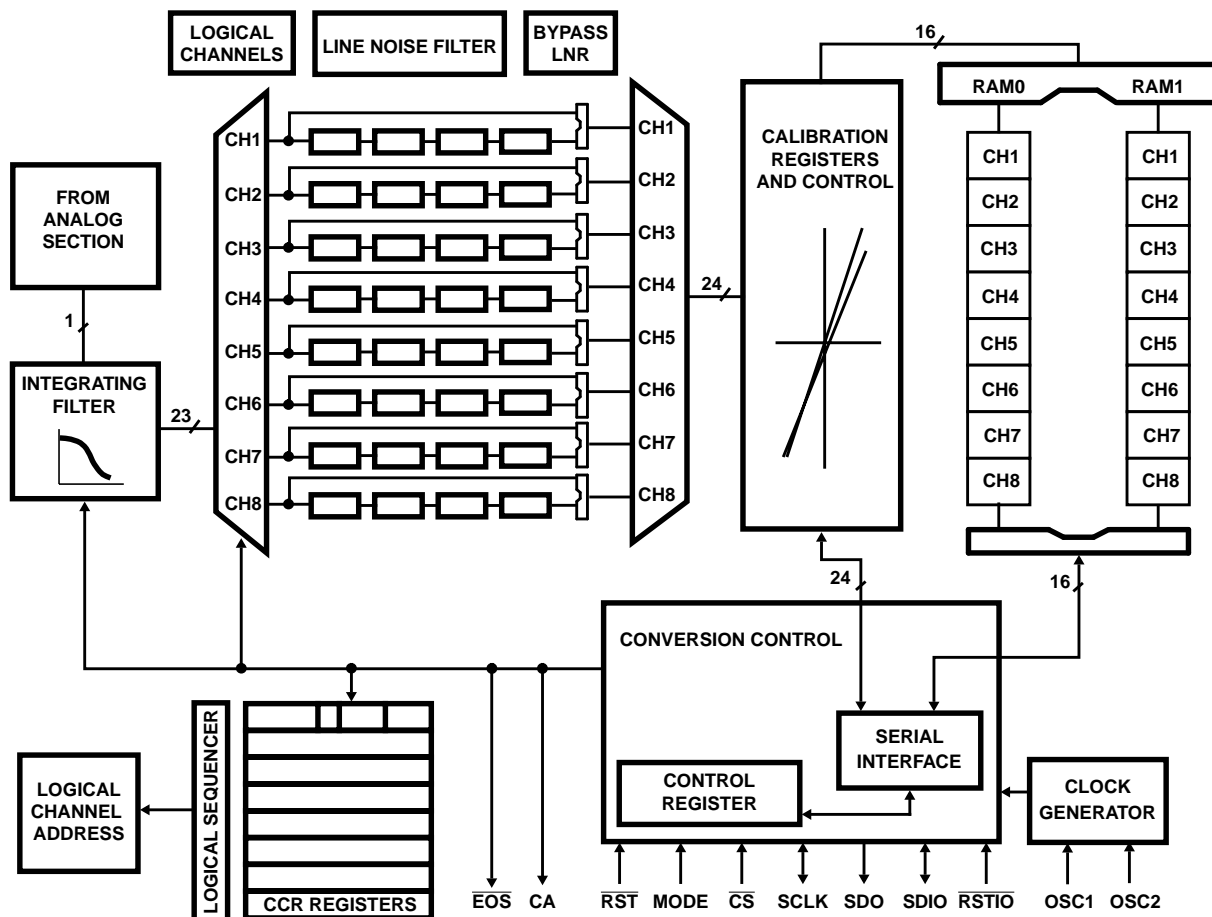 LOGICAL
CHANNELS
LINE NOISE FILTER
BYPASS
LNR
16
RAM0
RAM1
CH1
CH2
CH3
CH4
CH5
CH6
CH7
CH8
CH1
CH2
CH3
CH4
CH5
CH6
CH7
CH8
CALIBRATION
REGISTERS
AND CONTROL
CH1
CH2
CH3
CH4
CH5
CH6
CH7
CH8
CH1
CH2
CH3
CH4
CH5
CH6
CH7
CH8
FROM
ANALOG
SECTION
1
INTEGRATING
FILTER
23
24
24
16
CONVERSION CONTROL
SERIAL
INTERFACE
CONTROL
REGISTER
CLOCK
GENERATOR
LOGICAL
CHANNEL
ADDRESS
LOGICAL SEQUENCER
CCR REGISTERS
E̅O̅S̅
CA
R̅S̅T̅
MODE
C̅S̅
SCLK
SDO
SDIO
R̅S̅T̅I̅O̅
OSC1
OSC2